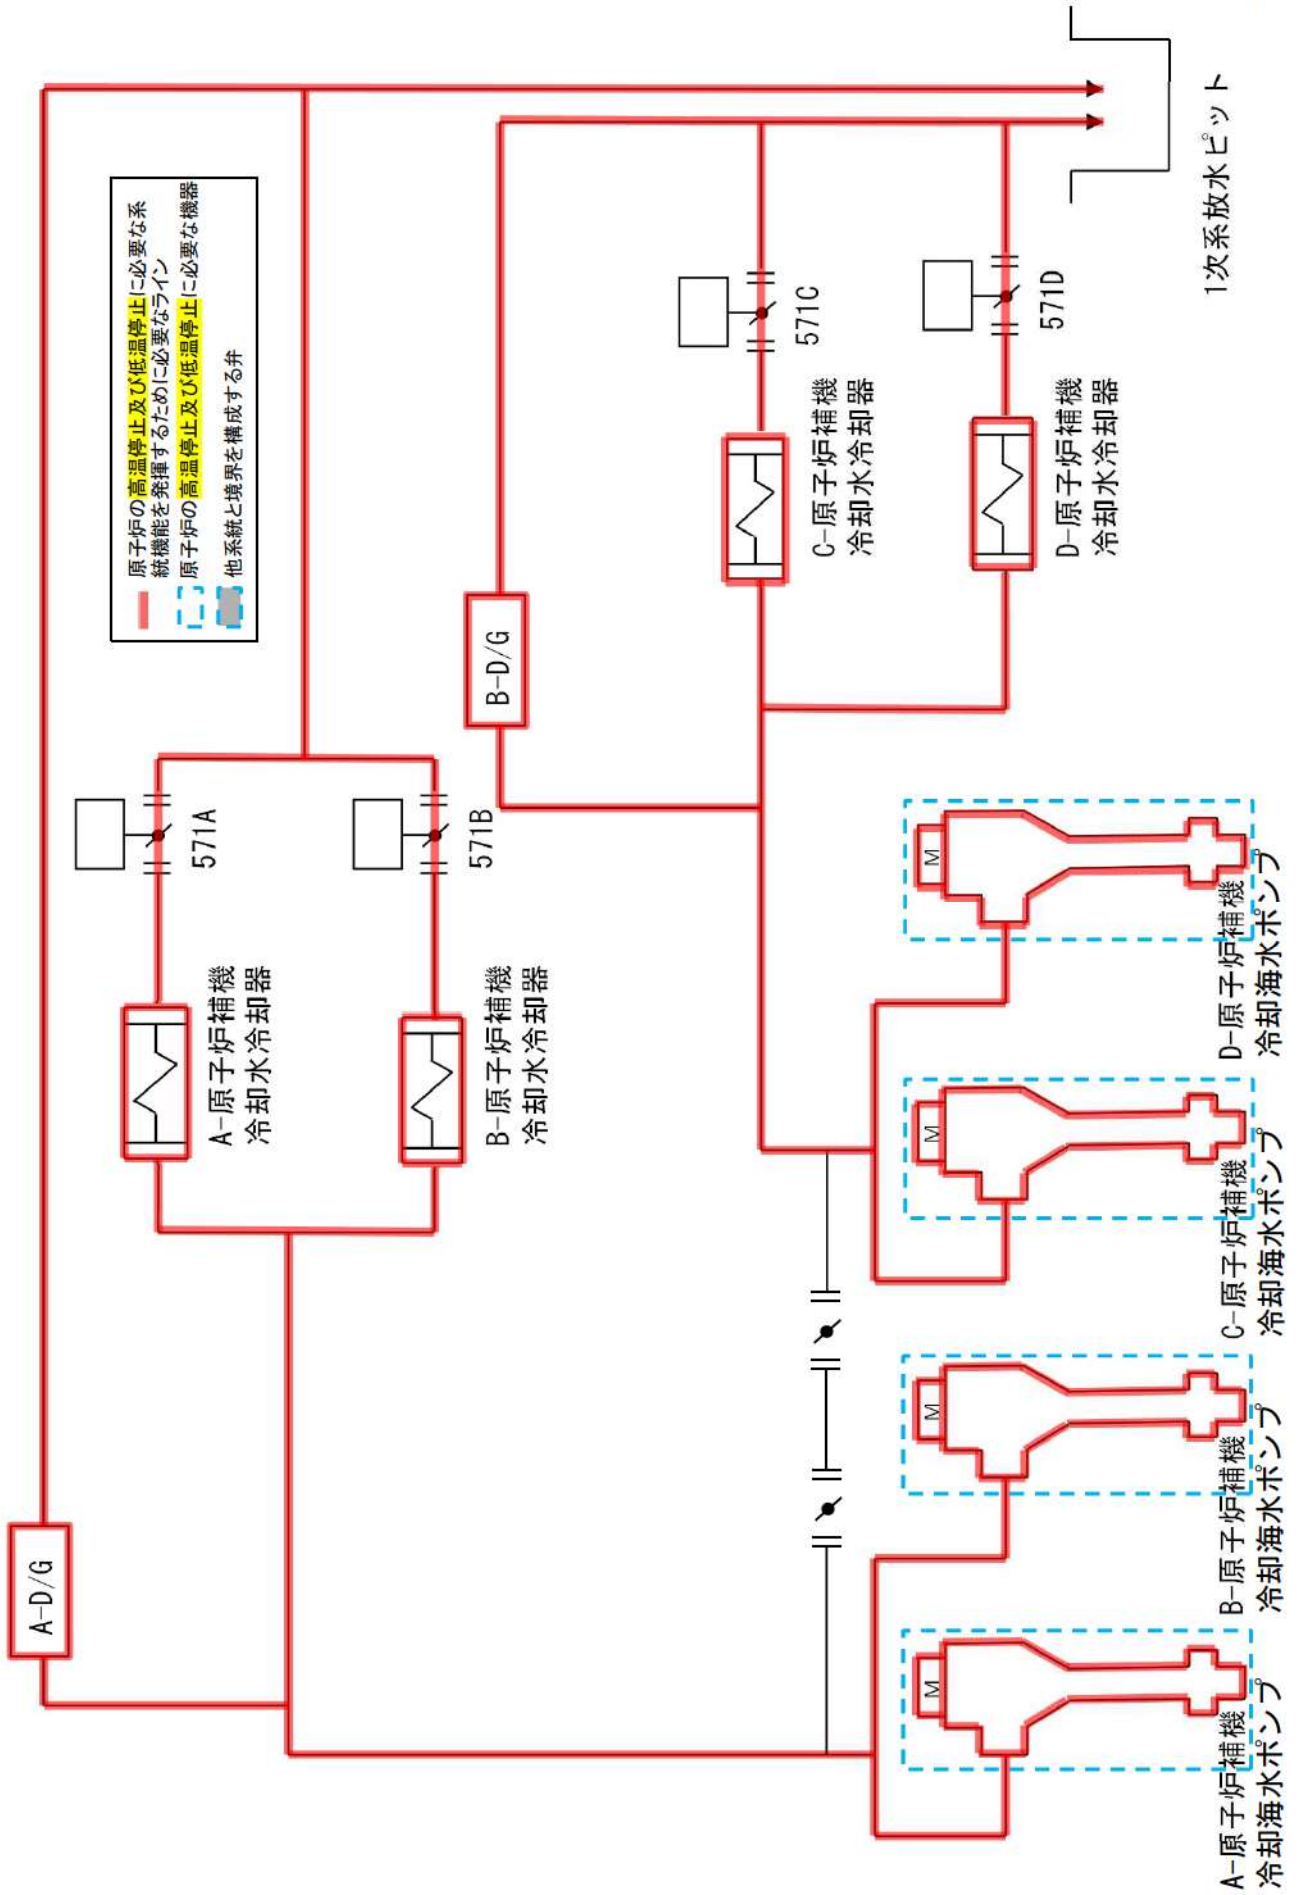 原子炉の高温停止及び低温停止に必要な系
統機能を発揮するために必要なライン
原子炉の高温停止及び低温停止に必要な機器
他系統と境界を構成する弁
A-D/G
571A
A-原子炉補機
冷却水冷却器
571B
B-原子炉補機
冷却水冷却器
B-D/G
571C
C-原子炉補機
冷却水冷却器
571D
D-原子炉補機
冷却水冷却器
1次系放水ピット
M
A-原子炉補機
冷却海水ポンプ
M
B-原子炉補機
冷却海水ポンプ
M
C-原子炉補機
冷却海水ポンプ
M
D-原子炉補機
冷却海水ポンプ